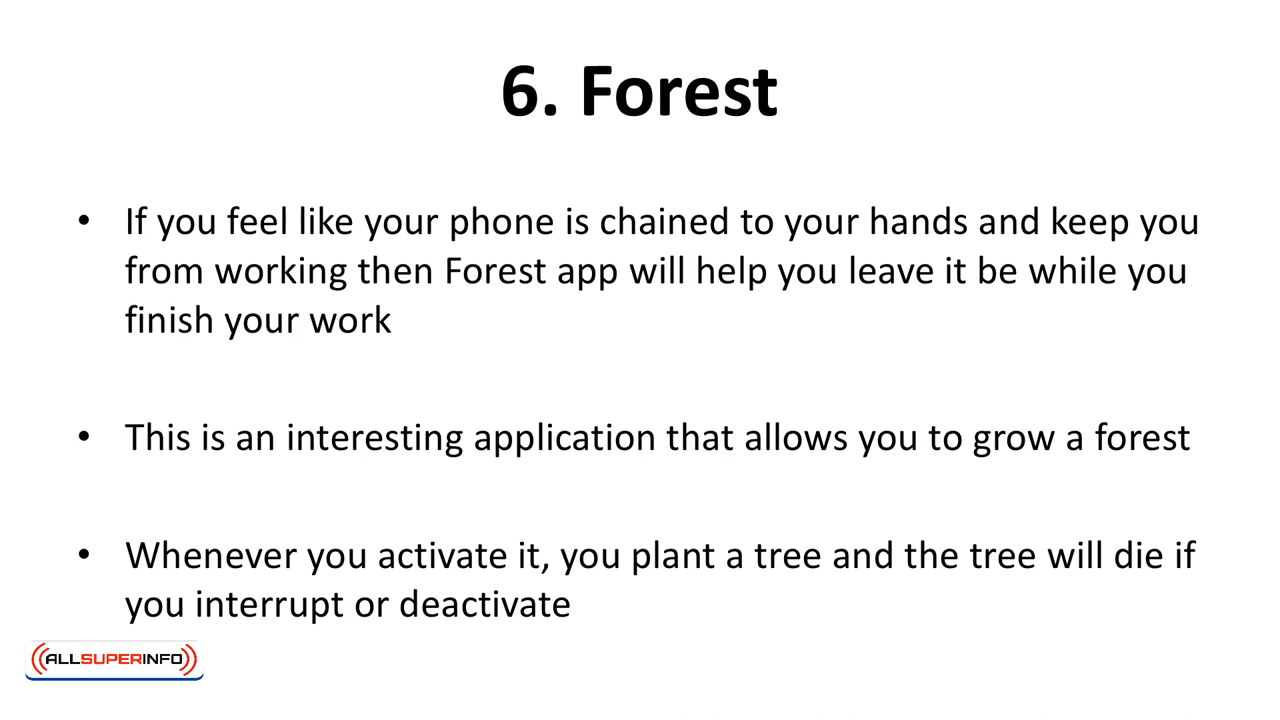 6. Forest
• If you feel like your phone is chained to your hands and keep you
from working then Forest app will help you leave it be while you
finish your work
• This is an interesting application that allows you to grow a forest
• Whenever you activate it, you plant a tree and the tree will die if
you interrupt or deactivate
ALLSUPERINFO